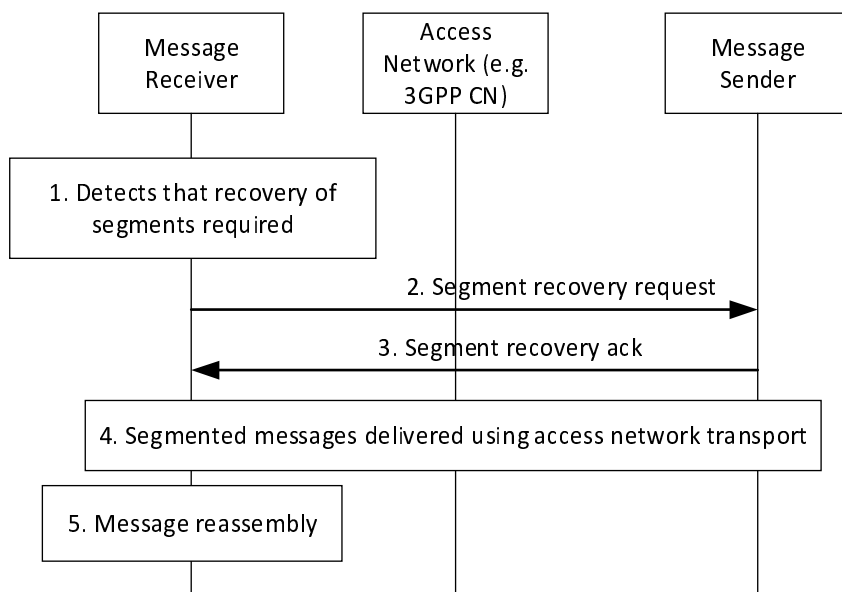 Message
Receiver
Access
Network (e.g.
3GPP CN)
Message
Sender
1. Detects that recovery of
segments required
2. Segment recovery request
3. Segment recovery ack
4. Segmented messages delivered using access network transport
5. Message reassembly